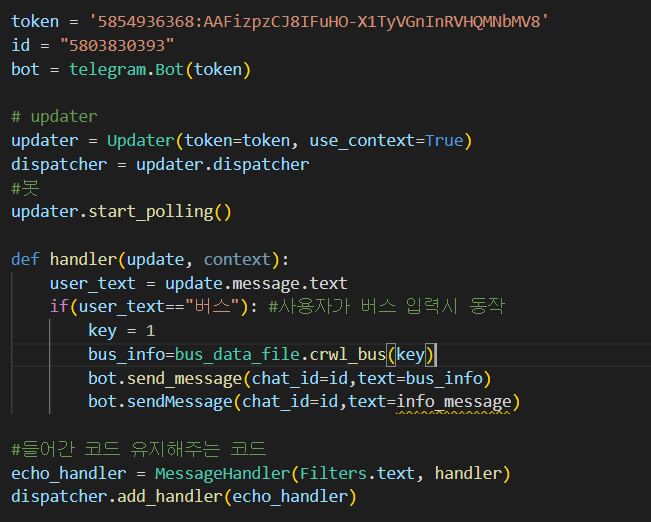 token = '5854936368:AAFizpzCJ8IFuHO-X1TyVGnInRVHQMNbMV8'
id = "5803830393"
bot = telegram.Bot(token)
# updater
updater = Updater(token=token, use_context=True)
dispatcher = updater.dispatcher
#봇
updater.start_polling()
def handler(update, context):
    user_text = update.message.text
    if(user_text=="버스"): #사용자가 버스 입력시 동작
        key = 1
        bus_info=bus_data_file.crwl_bus(key)
        bot.send_message(chat_id=id,text=bus_info)
        bot.sendMessage(chat_id=id,text=info_message)
#들어간 코드 유지해주는 코드
echo_handler = MessageHandler(Filters.text, handler)
dispatcher.add_handler(echo_handler)